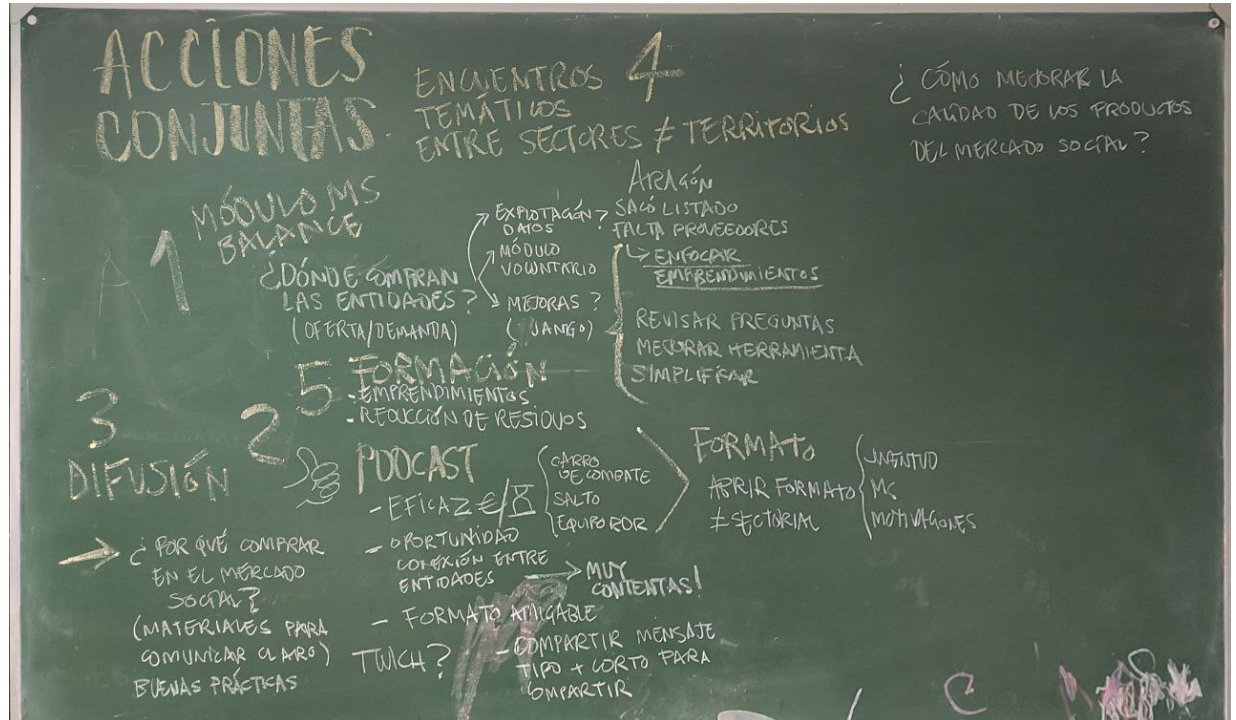 ACCIONES
CONJUNTAS
ENCUENTROS 4
TEMÁTICOS
ENTRE SECTORES ≠ TERRITORIOS
¿ CÓMO MEJORAR LA
CALIDAD DE LOS PRODUCTOS
DEL MERCADO SOCIAL ?
A 1
MÓDULO MS
BALANCE
¿DÓNDE COMPRAN
LAS ENTIDADES ?
(OFERTA/DEMANDA)
EXPLOTACIÓN ?
DATOS
MÓDULO
VOLUNTARIO
MEJORAS ?
( JANGO)
ARAGÓN
SACÓ LISTADO
FALTA PROVEEDORES
ENFOCAR
EMPRENDIMIENTOS
REVISAR PREGUNTAS
MEJORAR HERRAMIENTA
SIMPLIFICAR
5 FORMACIÓN
- EMPRENDIMIENTOS
- REDUCCIÓN DE RESIDUOS
3
DIFUSIÓN
→ ¿ POR QUÉ COMPRAR
EN EL MERCADO
SOCIAL?
(MATERIALES PARA
COMUNICAR CLARO)
BUENAS PRÁCTICAS
2
PODCAST
- EFICAZ €/
CARRO
DE COMBATE
SALTO
EQUIPO ROR
- OPORTUNIDAD
CONEXIÓN ENTRE
ENTIDADES
→ MUY
CONTENTAS!
- FORMATO AMIGABLE
TWICH ?
- COMPARTIR MENSAJE
TIPO + CORTO PARA
COMPARTIR
FORMATO
ABRIR FORMATO
≠ SECTORIAL
JUVENTUD
MS
MOTIVACIONES